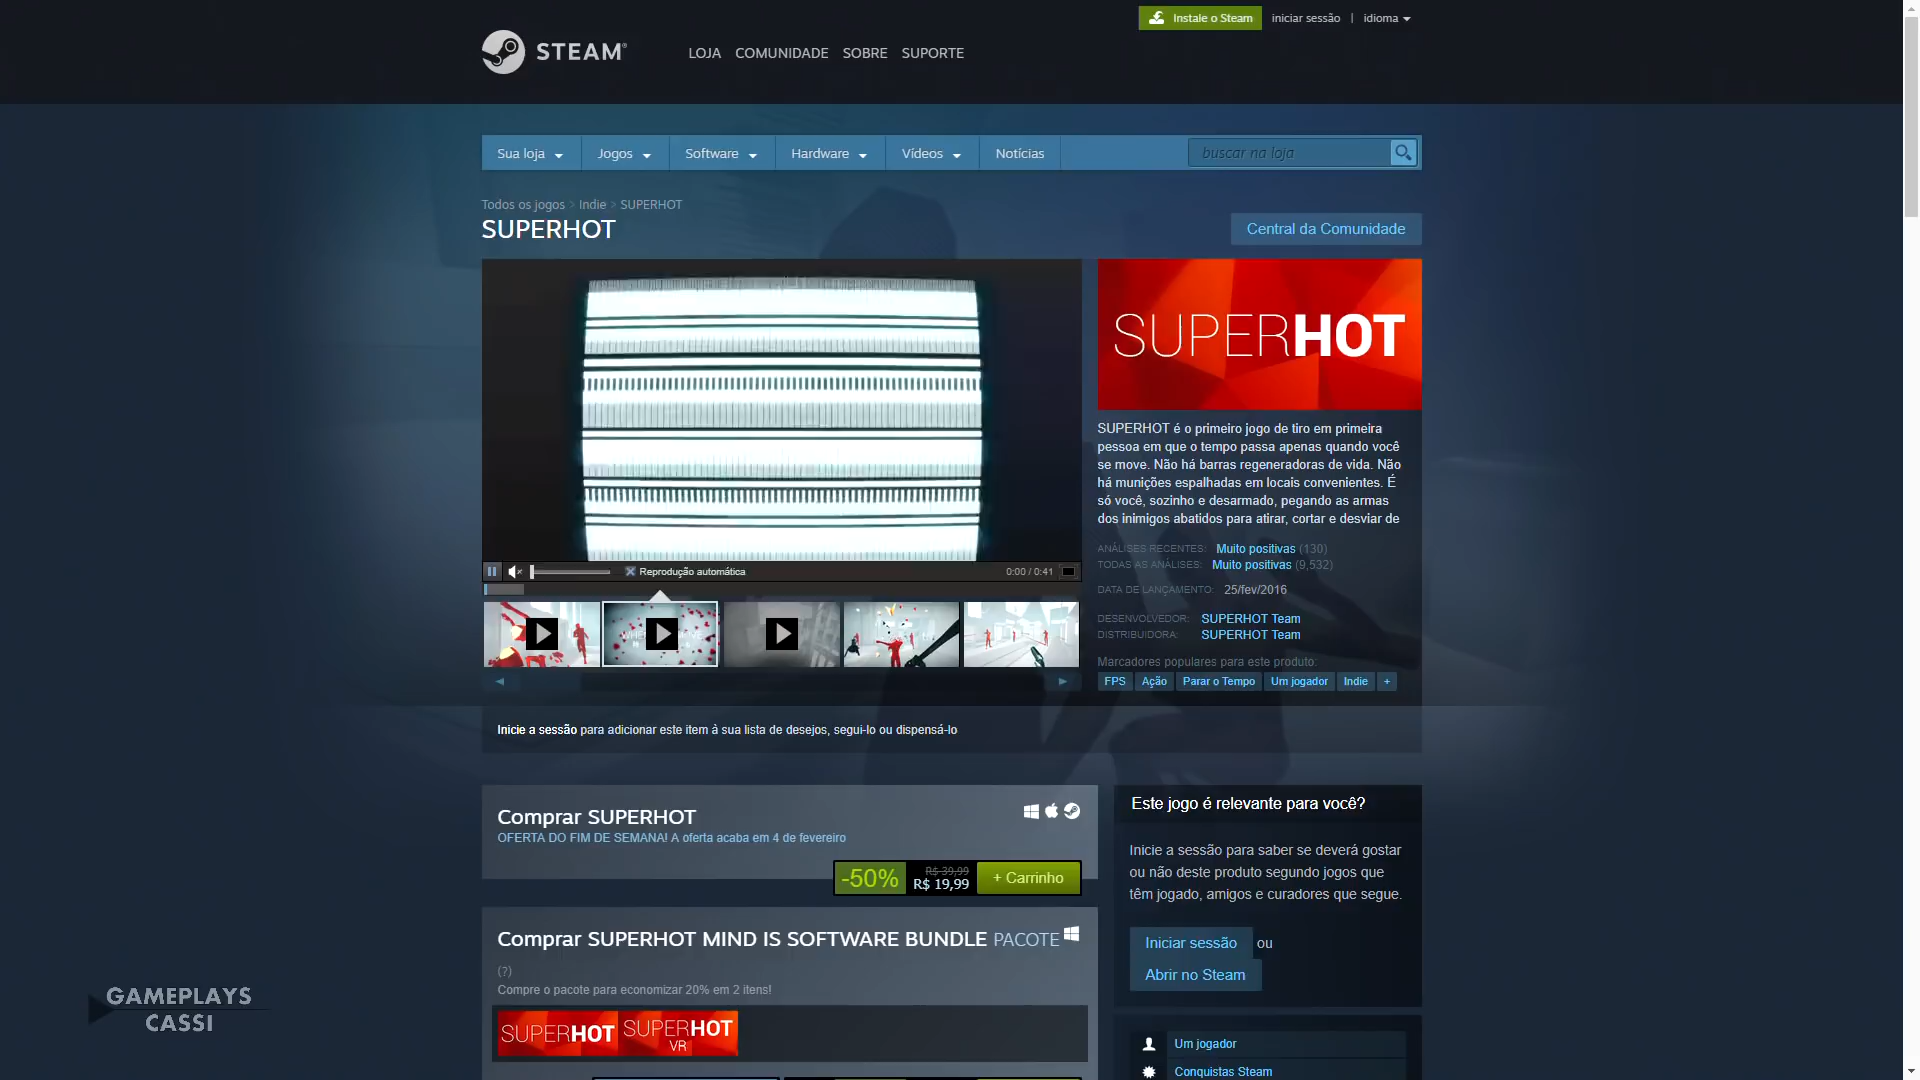 Instale o Steam
iniciar sessão | idioma
STEAM®
LOJA COMUNIDADE SOBRE SUPORTE
Sua loja Jogos Software Hardware Vídeos Notícias
buscar na loja
Todos os jogos > Indie > SUPERHOT
SUPERHOT
Central da Comunidade
SUPERHOT
SUPERHOT é o primeiro jogo de tiro em primeira
pessoa em que o tempo passa apenas quando você
se move. Não há barras regeneradoras de vida. Não
há munições espalhadas em locais convenientes. É
só você, sozinho e desarmado, pegando as armas
dos inimigos abatidos para atirar, cortar e desviar de
ANÁLISES RECENTES: Muito positivas (130)
TODAS AS ANÁLISES: Muito positivas (9,532)
DATA DE LANÇAMENTO: 25/fev/2016
DESENVOLVEDOR: SUPERHOT Team
DISTRIBUIDORA: SUPERHOT Team
Marcadores populares para este produto:
FPS Ação Parar o Tempo Um jogador Indie +
Reprodução automática
0:00 / 0:41
Inicie a sessão para adicionar este item à sua lista de desejos, segui-lo ou dispensá-lo
Comprar SUPERHOT
OFERTA DO FIM DE SEMANA! A oferta acaba em 4 de fevereiro
-50% R$ 39,99
R$ 19,99
+ Carrinho
Comprar SUPERHOT MIND IS SOFTWARE BUNDLE PACOTE
(?)
Compre o pacote para economizar 20% em 2 itens!
SUPERHOT
SUPERHOT
VR
Este jogo é relevante para você?
Inicie a sessão para saber se deverá gostar
ou não deste produto segundo jogos que
têm jogado, amigos e curadores que segue.
Iniciar sessão ou
Abrir no Steam
Um jogador
Conquistas Steam
GAMEPLAYS
CASSI